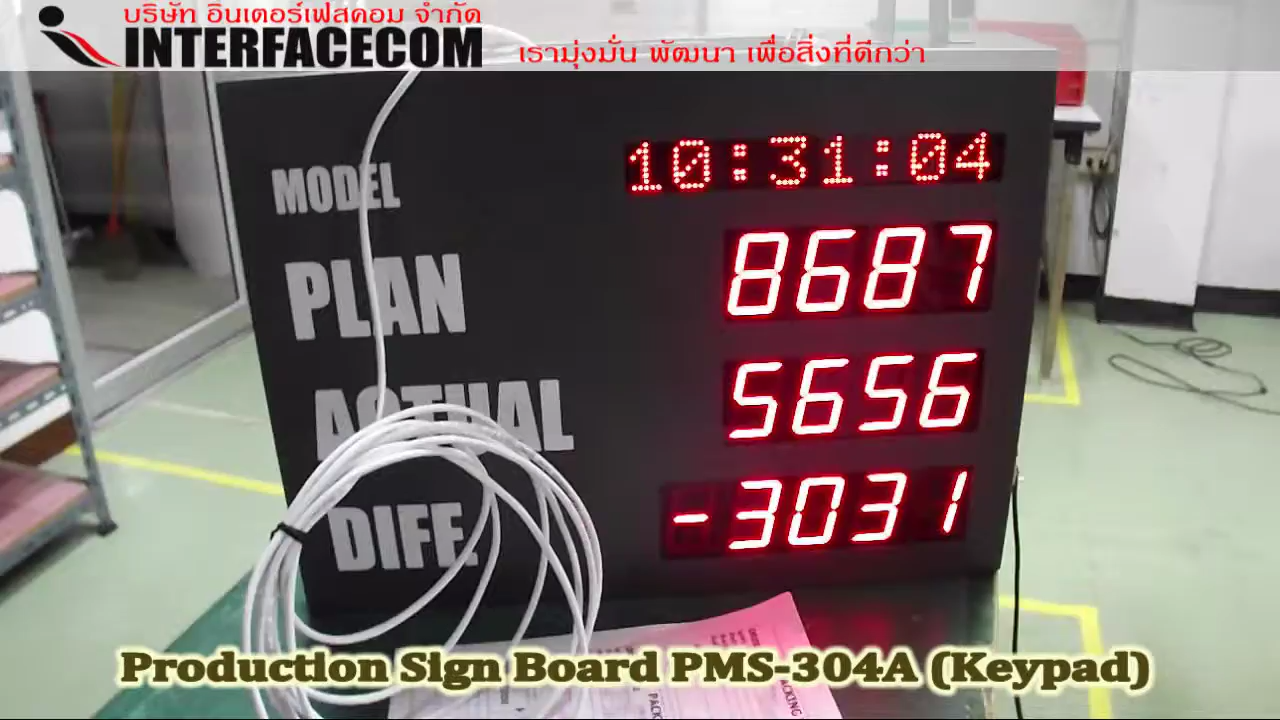 บริษัท อินเตอร์เฟสคอม จำกัด
INTERFACECOM
เรามุ่งมั่น พัฒนา เพื่อสิ่งที่ดีกว่า
MODEL 10:31:04
PLAN 8687
ACTUAL 5656
DIFF. -3031
PACKING
Production Sign Board PMS-304A (Keypad)